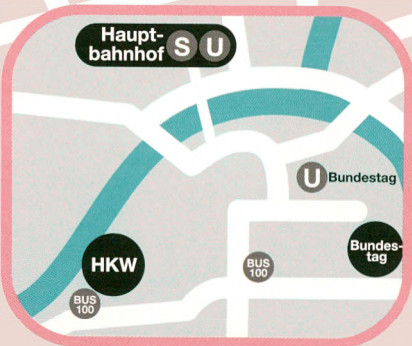 Haupt-
bahnhof S U
U Bundestag
Bundes-
tag
HKW
BUS
100
BUS
100